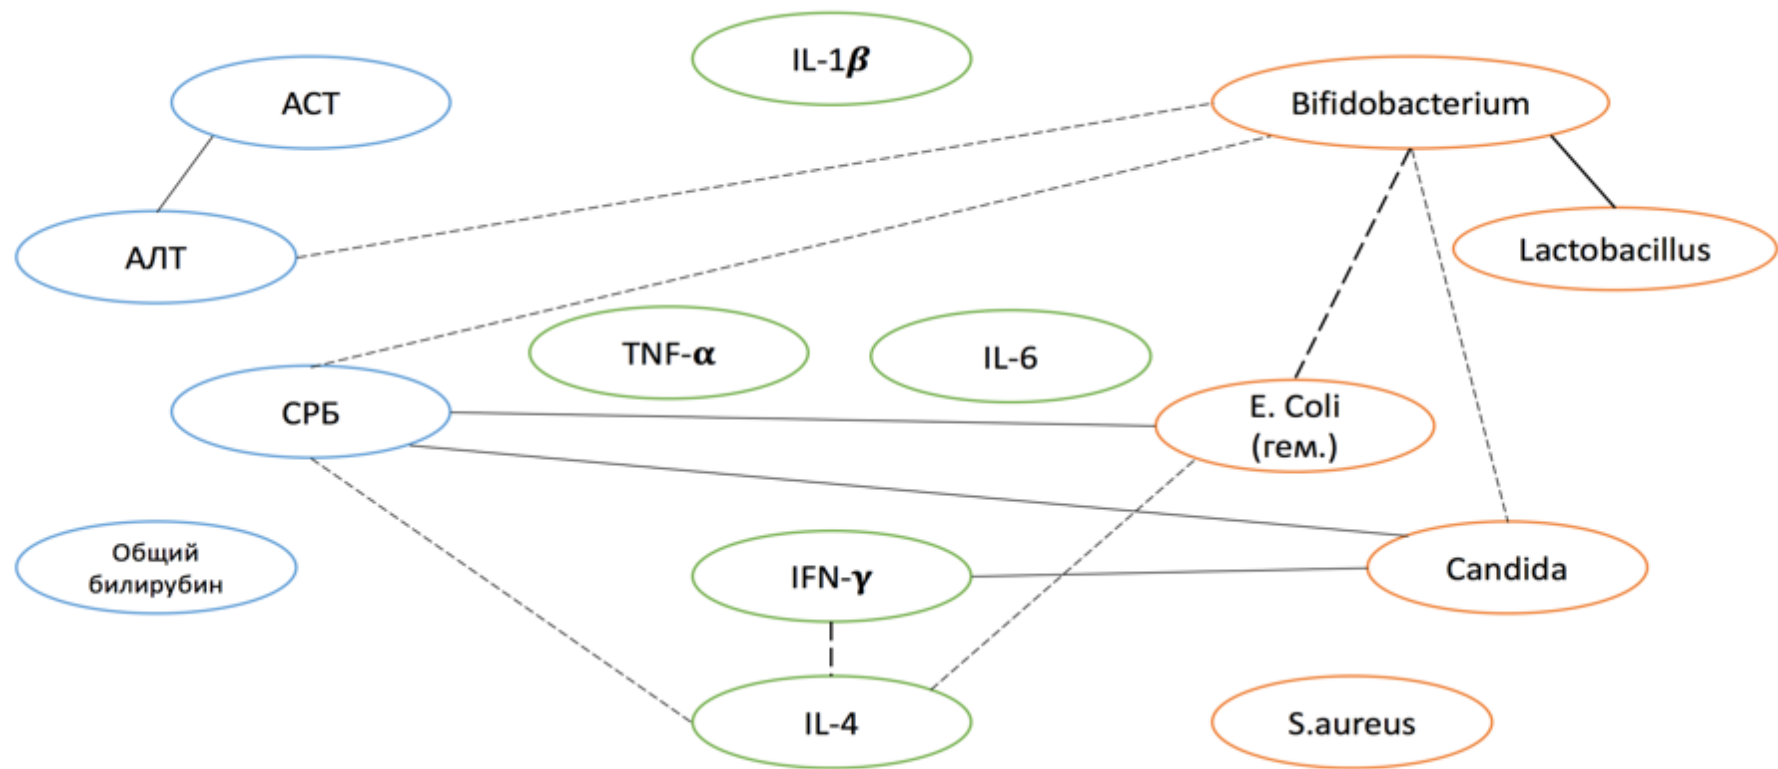 IL-1β
АСТ
Bifidobacterium
АЛТ
Lactobacillus
TNF-α
IL-6
СРБ
E. Coli
(гем.)
Общий
билирубин
IFN-γ
Candida
IL-4
S.aureus